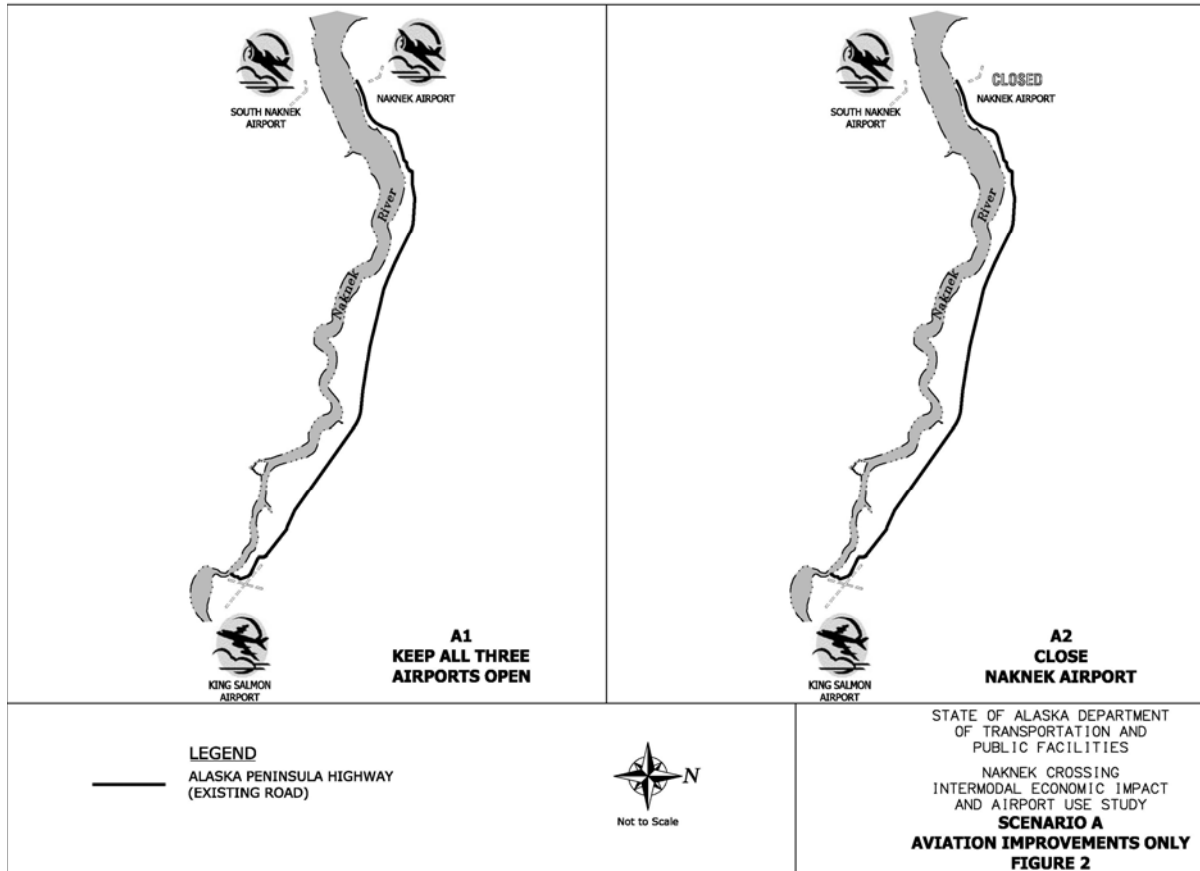 SOUTH NAKNEK
AIRPORT
NAKNEK AIRPORT
River
Naknek
KING SALMON
AIRPORT
A1
KEEP ALL THREE
AIRPORTS OPEN
SOUTH NAKNEK
AIRPORT
CLOSED
NAKNEK AIRPORT
River
Naknek
KING SALMON
AIRPORT
A2
CLOSE
NAKNEK AIRPORT
LEGEND
ALASKA PENINSULA HIGHWAY
(EXISTING ROAD)
N
Not to Scale
STATE OF ALASKA DEPARTMENT
OF TRANSPORTATION AND
PUBLIC FACILITIES
NAKNEK CROSSING
INTERMODAL ECONOMIC IMPACT
AND AIRPORT USE STUDY
SCENARIO A
AVIATION IMPROVEMENTS ONLY
FIGURE 2